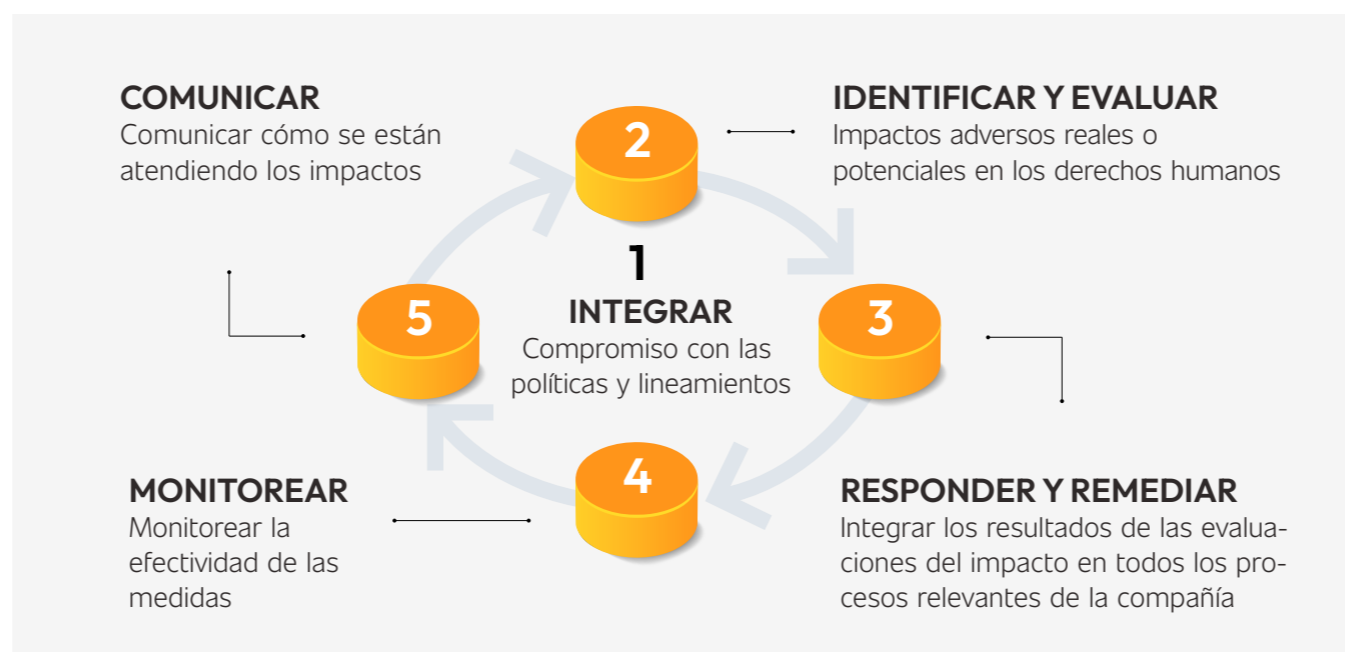 COMUNICAR
Comunicar cómo se están
atendiendo los impactos
2
IDENTIFICAR Y EVALUAR
Impactos adversos reales o
potenciales en los derechos humanos
1
INTEGRAR
Compromiso con las
políticas y lineamientos
5
3
4
MONITOREAR
Monitorear la
efectividad de las
medidas
RESPONDER Y REMEDIAR
Integrar los resultados de las evalua-
ciones del impacto en todos los pro-
cesos relevantes de la compañía